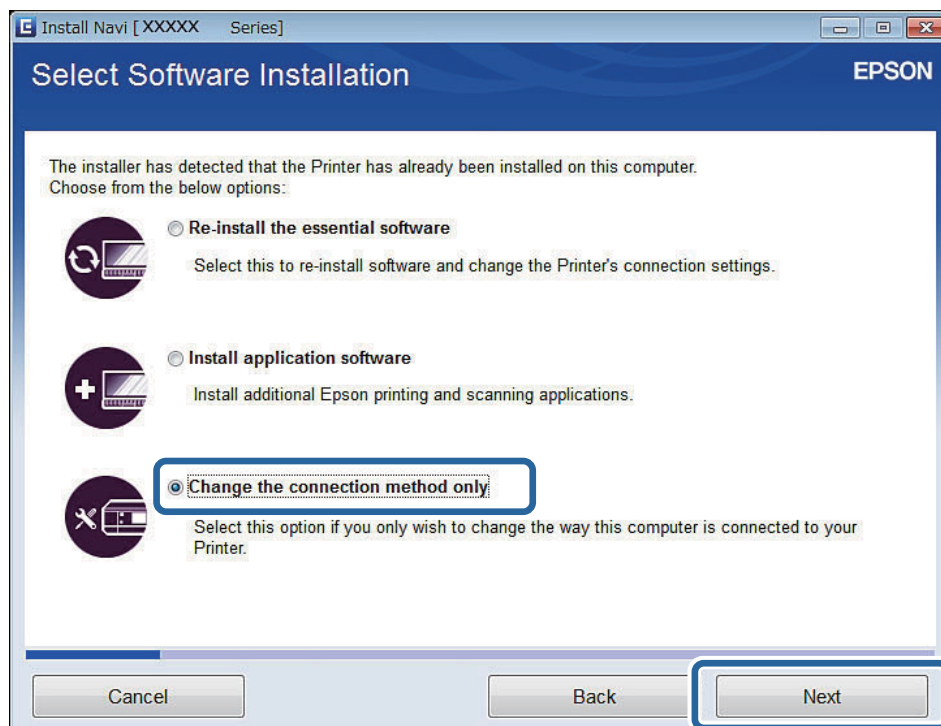 Install Navi [ XXXXX Series]
Select Software Installation
EPSON
The installer has detected that the Printer has already been installed on this computer.
Choose from the below options:
Re-install the essential software
Select this to re-install software and change the Printer's connection settings.
Install application software
Install additional Epson printing and scanning applications.
Change the connection method only
Select this option if you only wish to change the way this computer is connected to your
Printer.
Cancel
Back
Next